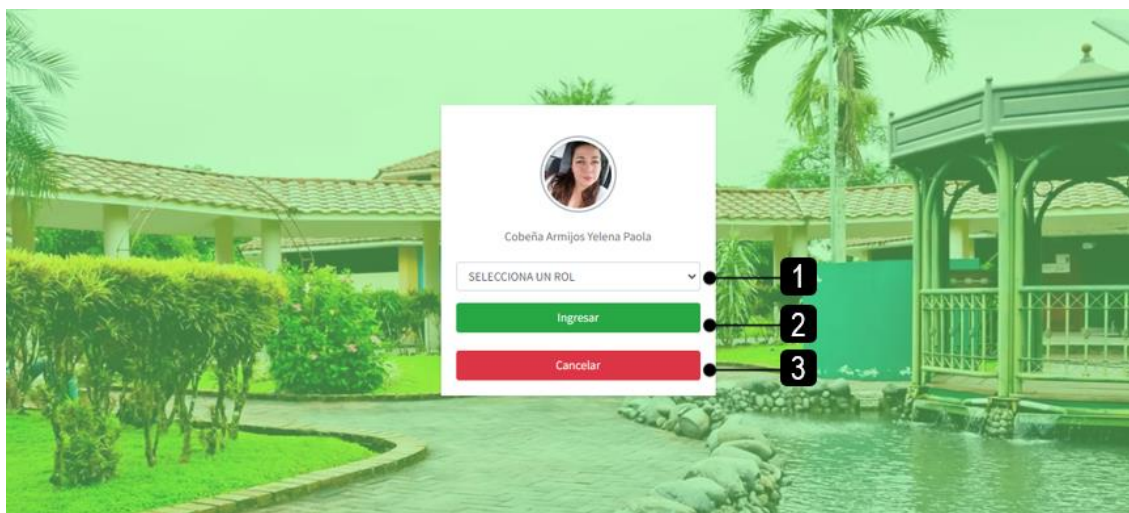 Cobeña Armijos Yelena Paola
SELECCIONA UN ROL
1
Ingresar
2
Cancelar
3